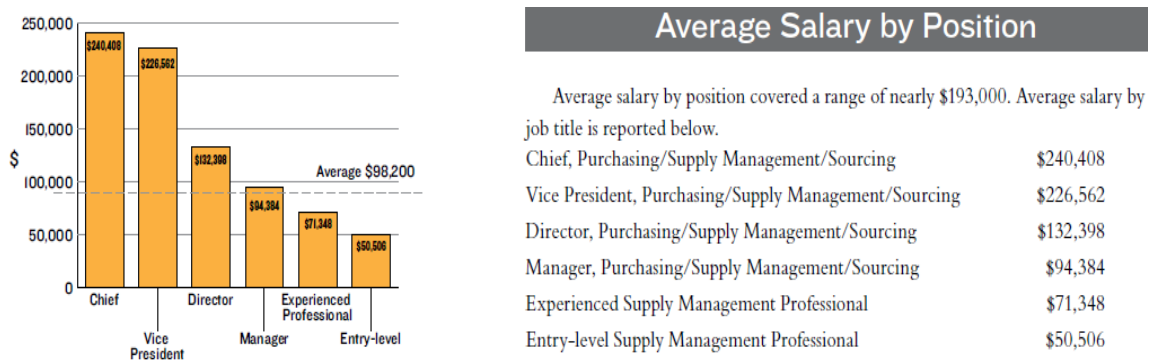 250,000
200,000
150,000
$
100,000
50,000
0
$240,408
$226,562
$132,398
$94,384
$71,348
$50,506
Average $98,200
Chief
Vice
President
Director
Manager
Experienced
Professional
Entry-level
Average Salary by Position
Average salary by position covered a range of nearly $193,000. Average salary by
job title is reported below.
Chief, Purchasing/Supply Management/Sourcing $240,408
Vice President, Purchasing/Supply Management/Sourcing $226,562
Director, Purchasing/Supply Management/Sourcing $132,398
Manager, Purchasing/Supply Management/Sourcing $94,384
Experienced Supply Management Professional $71,348
Entry-level Supply Management Professional $50,506